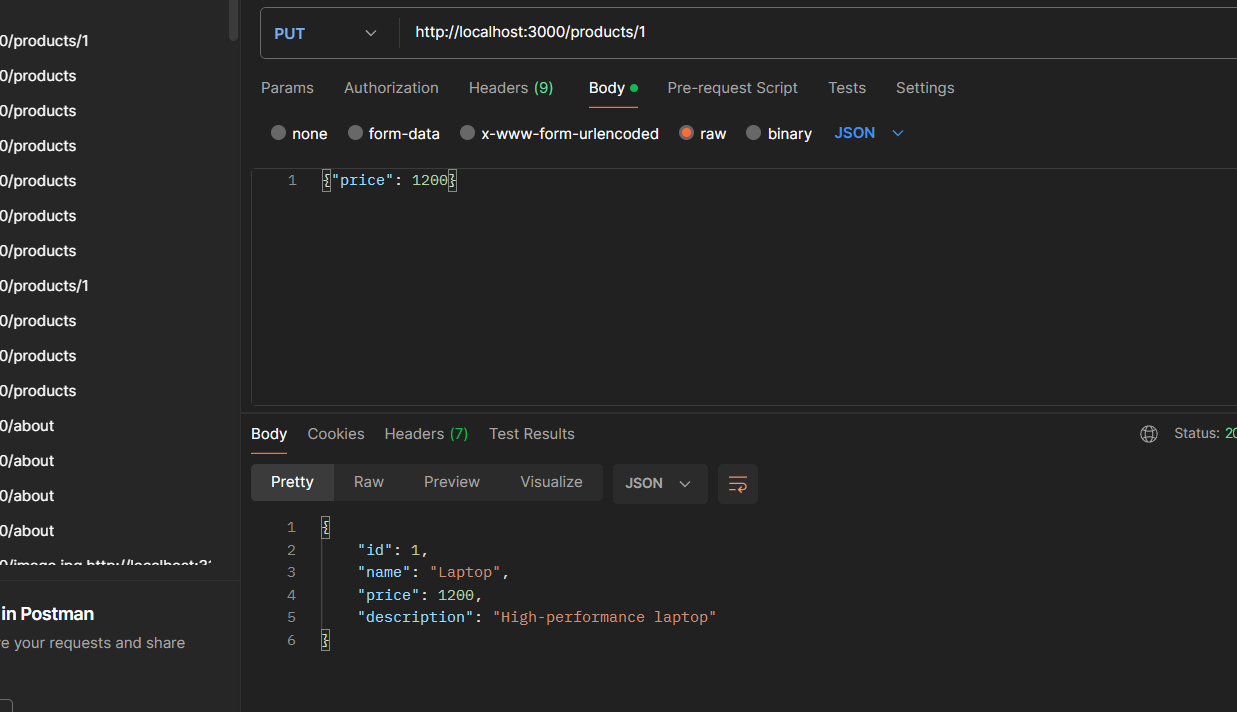 0/products/1
0/products
0/products
0/products
0/products
0/products
0/products
0/products/1
0/products
0/products
0/products
0/about
0/about
0/about
0/about
in Postman
e your requests and share
PUT http://localhost:3000/products/1
Params Authorization Headers (9) Body Pre-request Script Tests Settings
none form-data x-www-form-urlencoded raw binary JSON
1 {"price": 1200}
Body Cookies Headers (7) Test Results Status: 20
Pretty Raw Preview Visualize JSON
1 {
2 "id": 1,
3 "name": "Laptop",
4 "price": 1200,
5 "description": "High-performance laptop"
6 }